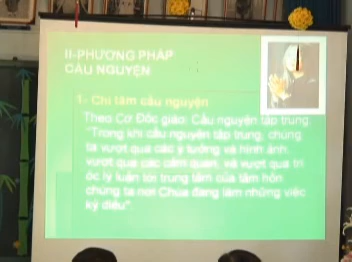 II-PHƯƠNG PHÁP
CẦU NGUYỆN
1- Chú tâm cầu nguyện
Theo Cơ Đốc giáo: Cầu nguyện tập trung:
"Trong khi cầu nguyện tập trung, chúng
ta vượt qua các ý tưởng và hình ảnh,
vượt qua các cảm quan, và vượt qua trí
óc lý luận tới trung tâm của tâm hồn
chúng ta nơi Chúa đang làm những việc
kỳ diệu".